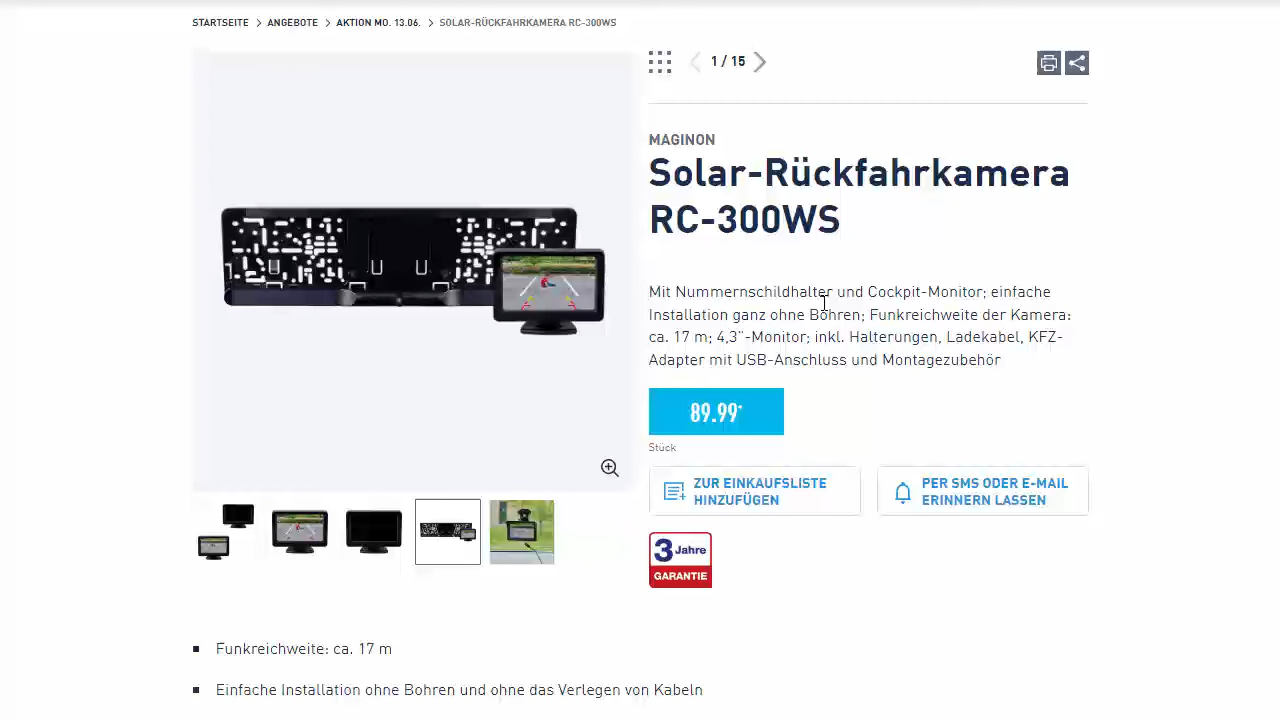 STARTSEITE > ANGEBOTE > AKTION MO. 13.06. > SOLAR-RÜCKFAHRKAMERA RC-300WS
1 / 15
MAGINON
Solar-Rückfahrkamera
RC-300WS
Mit Nummernschildhalter und Cockpit-Monitor; einfache
Installation ganz ohne Bohren; Funkreichweite der Kamera:
ca. 17 m; 4,3"-Monitor; inkl. Halterungen, Ladekabel, KFZ-
Adapter mit USB-Anschluss und Montagezubehör
89.99*
Stück
ZUR EINKAUFSLISTE
HINZUFÜGEN
PER SMS ODER E-MAIL
ERINNERN LASSEN
3 Jahre
GARANTIE
Funkreichweite: ca. 17 m
Einfache Installation ohne Bohren und ohne das Verlegen von Kabeln